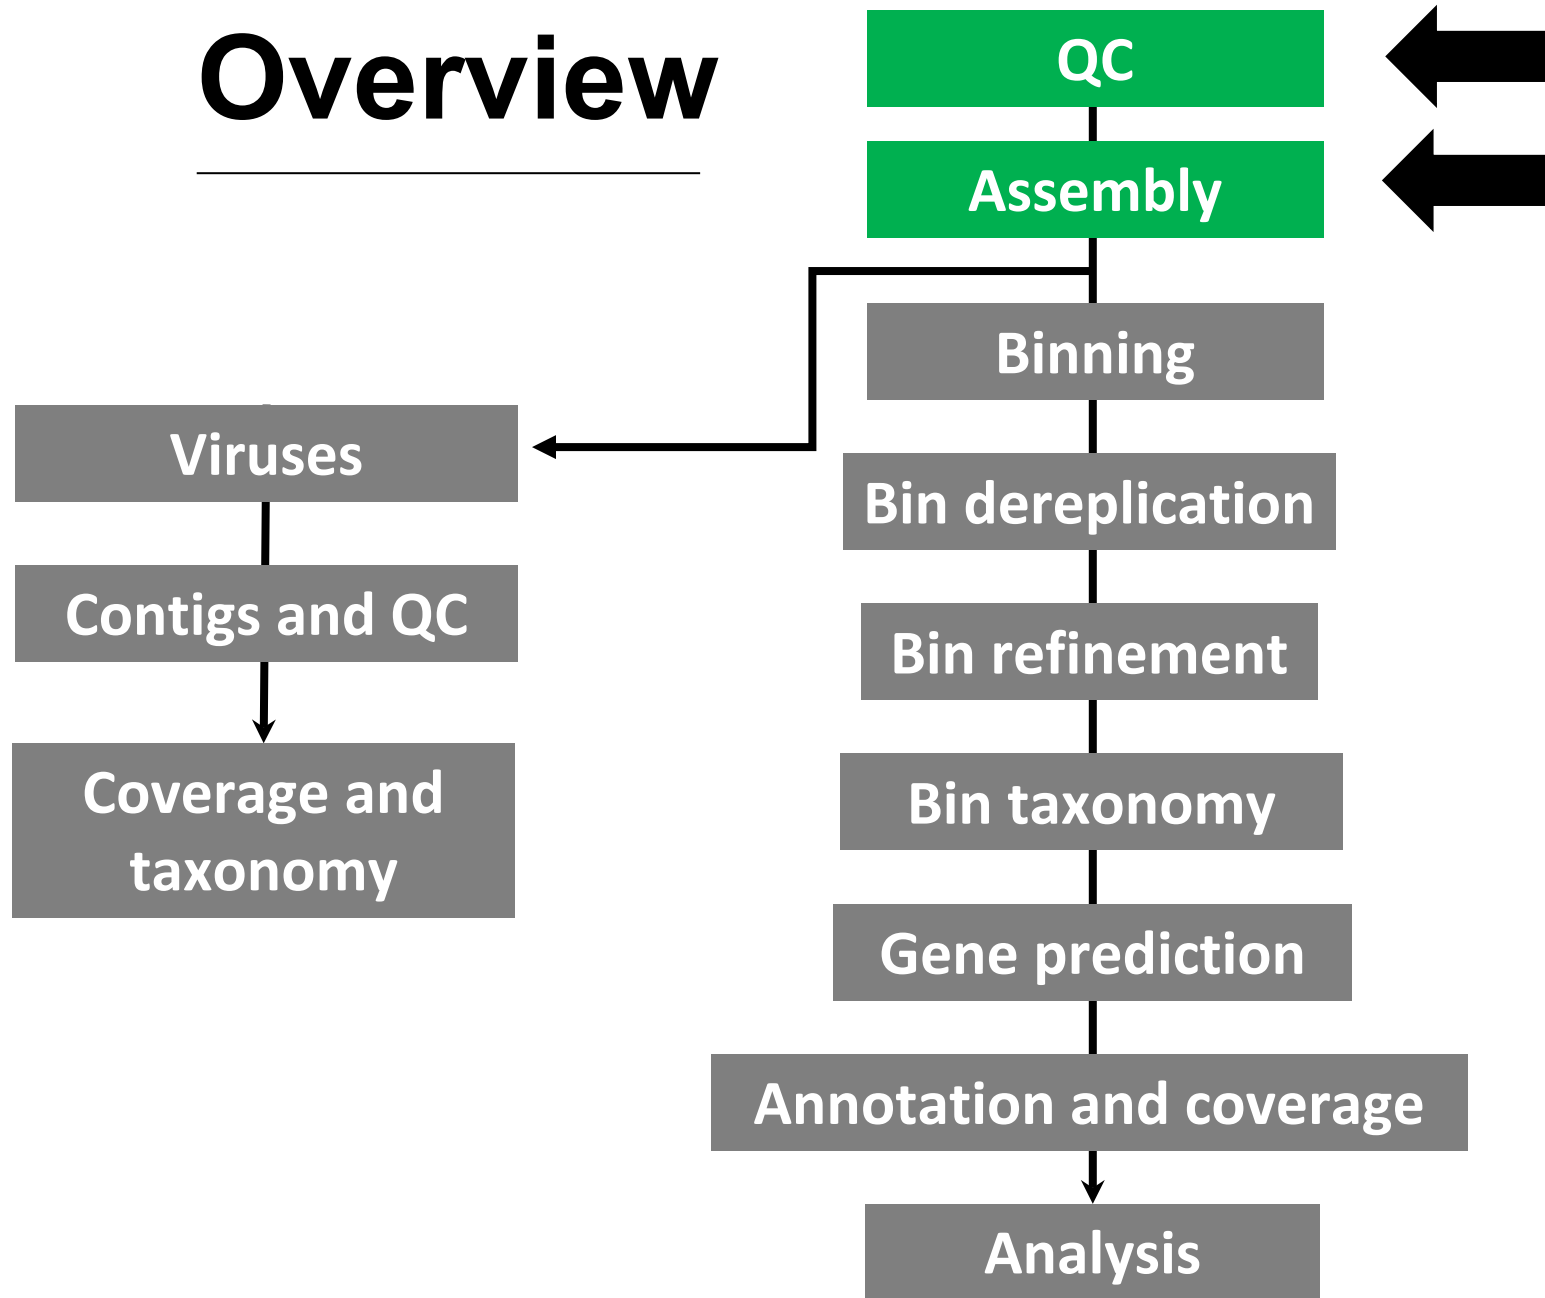 Overview
QC
Assembly
Binning
Viruses
Bin dereplication
Contigs and QC
Bin refinement
Coverage and
taxonomy
Bin taxonomy
Gene prediction
Annotation and coverage
Analysis